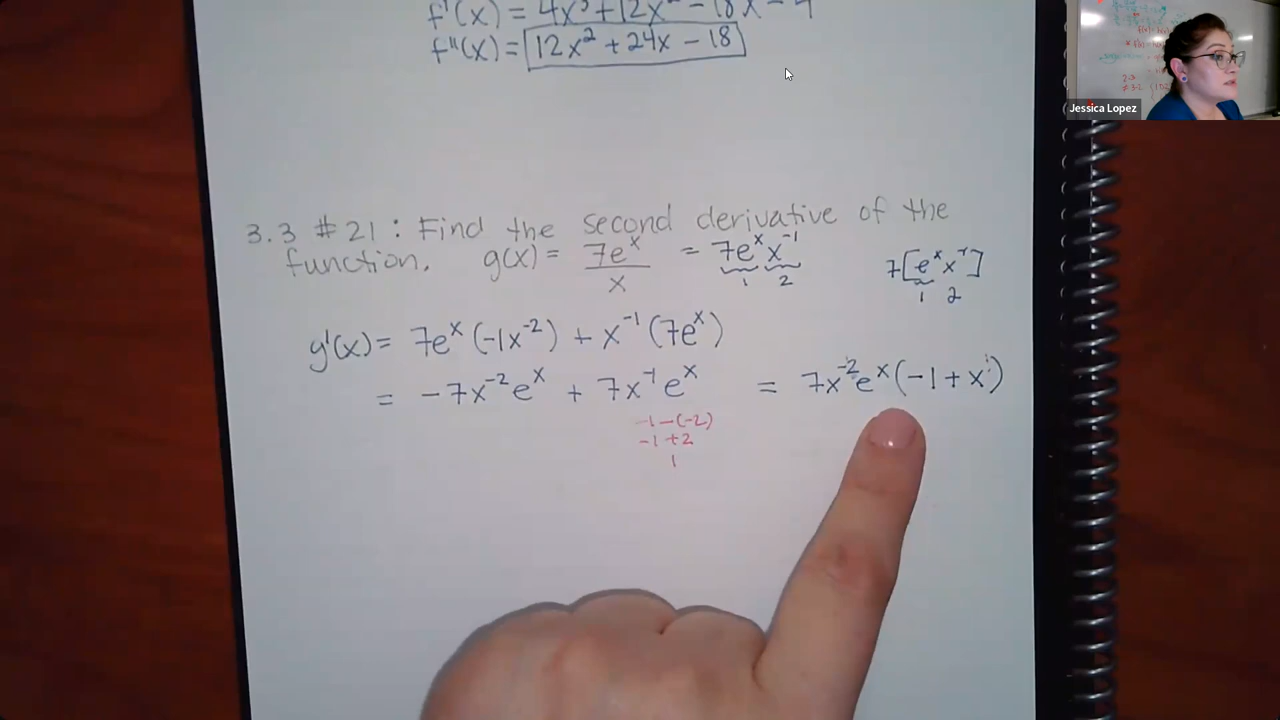 f'(x) = 4x³+12x²-18x-4
f"(x) = 12x² + 24x - 18
Jessica Lopez
3.3 #21 : Find the second derivative of the
function. g(x) = 7eˣ/x = 7eˣx⁻¹
1 2
7[eˣx⁻¹]
1 2
g'(x) = 7eˣ(-1x⁻²) + x⁻¹(7eˣ)
= -7x⁻²eˣ + 7x⁻¹eˣ = 7x⁻²eˣ(-1+x¹)
-1-(-2)
-1+2
1